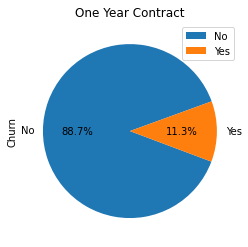 One Year Contract
No
Yes
Churn
No
88.7%
11.3%
Yes